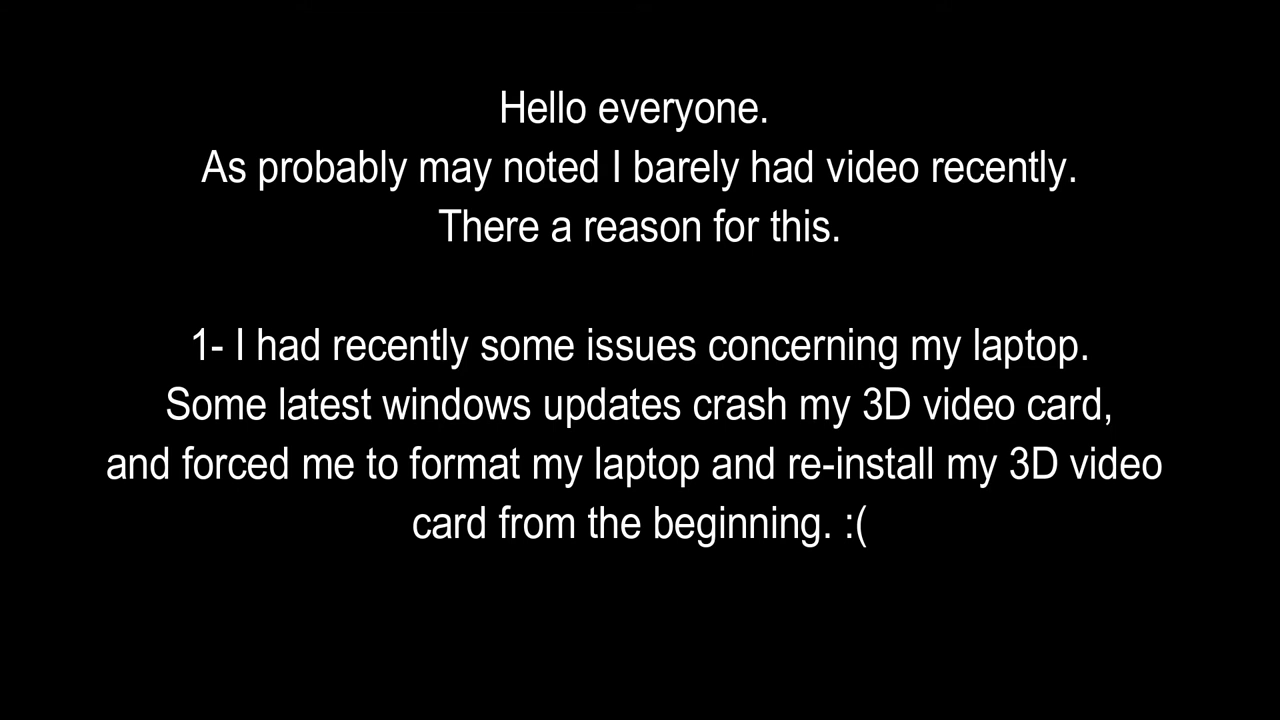 Hello everyone.
As probably may noted I barely had video recently.
There a reason for this.
1- I had recently some issues concerning my laptop.
Some latest windows updates crash my 3D video card,
and forced me to format my laptop and re-install my 3D video
card from the beginning. :(